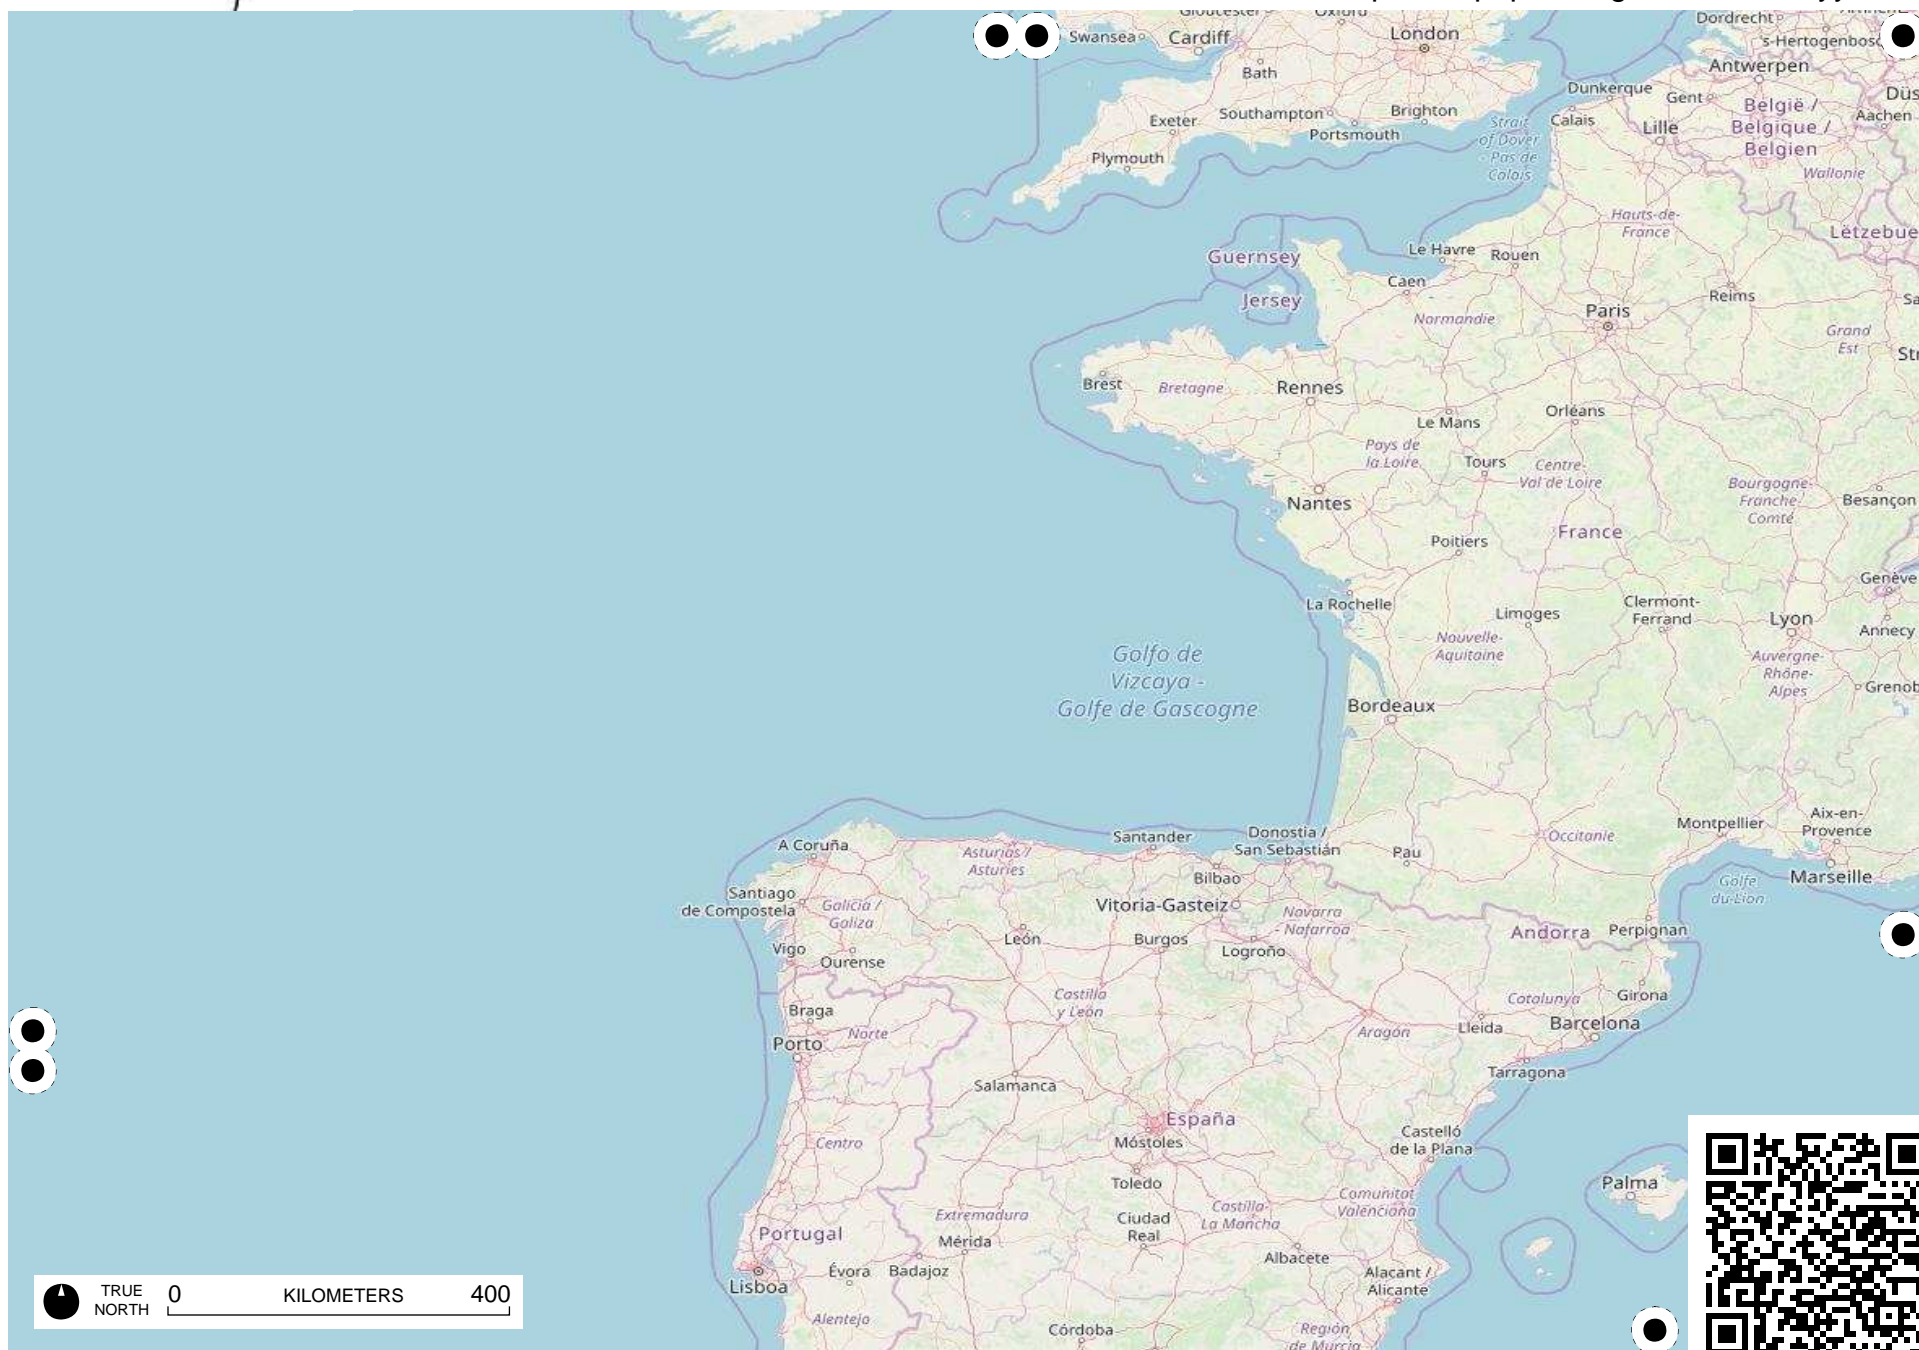 Swansea
Cardiff
Oxford
London
Dordrecht
Bath
Antwerpen
Dunkerque
Gent
Exeter
Southampton
Brighton
Portsmouth
Strait
of Dover
- Pas de
Calais
Calais
Lille
België /
Belgique /
Belgien
Aachen
Plymouth
Wallonie
Hauts-de-
France
Guernsey
Le Havre
Rouen
Jersey
Caen
Reims
Paris
Normandie
Grand
Est
Brest
Bretagne
Rennes
Orléans
Le Mans
Pays de
la Loire
Tours
Centre-
Val de Loire
Bourgogne-
Franche-
Comté
Besançon
Nantes
France
Poitiers
Genève
La Rochelle
Limoges
Clermont-
Ferrand
Lyon
Annecy
Nouvelle-
Aquitaine
Auvergne-
Rhône-
Alpes
Golfo de
Vizcaya -
Golfe de Gascogne
Bordeaux
A Coruña
Asturias /
Asturies
Santander
Donostia /
San Sebastián
Pau
Occitanie
Montpellier
Aix-en-
Provence
Bilbao
Marseille
Golfe
du Lion
Santiago
de Compostela
Galicia /
Galiza
Vitoria-Gasteiz
Navarra
Nafarroa
Andorra
Perpignan
Vigo
Ourense
León
Burgos
Logroño
Castilla
y León
Catalunya
Girona
Braga
Norte
Aragón
Lleida
Barcelona
Porto
Salamanca
Tarragona
España
Centro
Móstoles
Castelló
de la Plana
Toledo
Palma
Extremadura
Ciudad
Real
Castilla-
La Mancha
Comunitat
Valenciana
Portugal
Mérida
Albacete
Évora
Badajoz
Alacant /
Alicante
Lisboa
TRUE
NORTH
0 KILOMETERS 400
Alentejo
Córdoba
Región
de Murcia